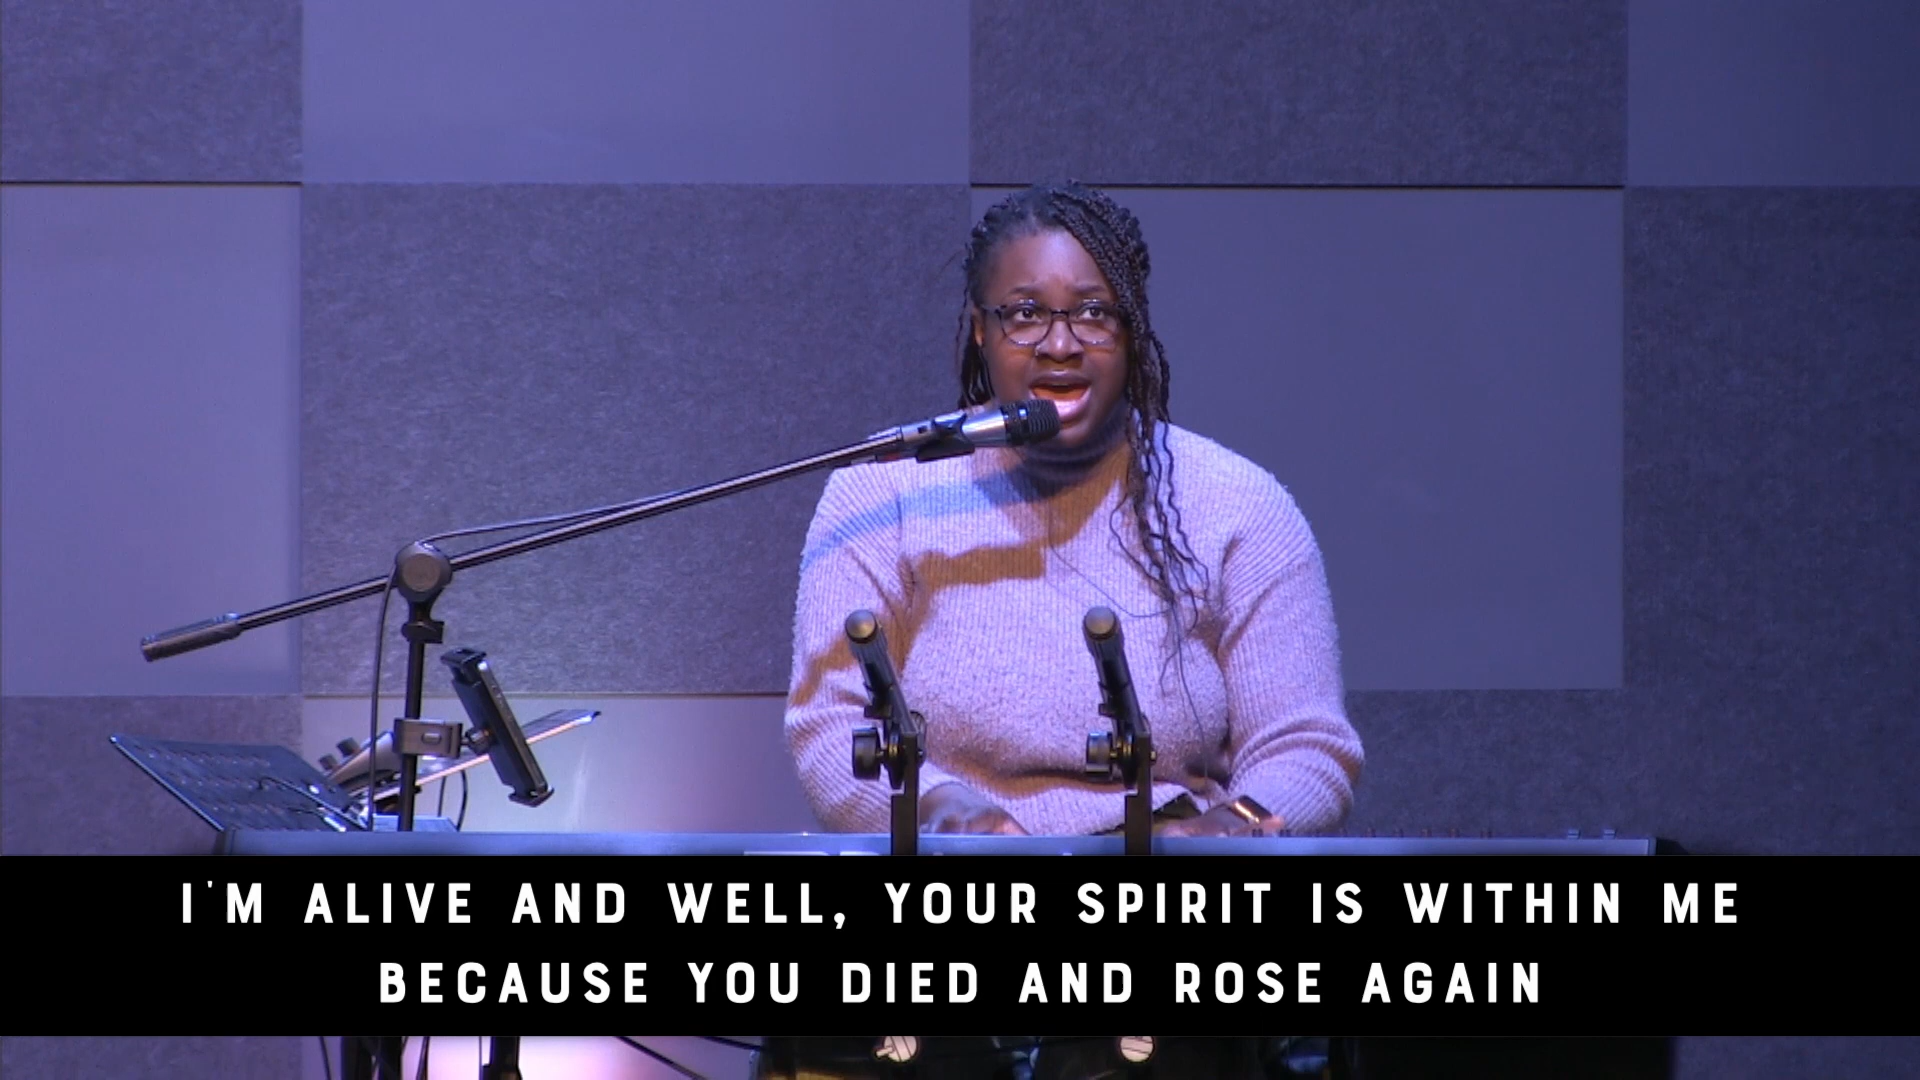 I'M ALIVE AND WELL, YOUR SPIRIT IS WITHIN ME
BECAUSE YOU DIED AND ROSE AGAIN